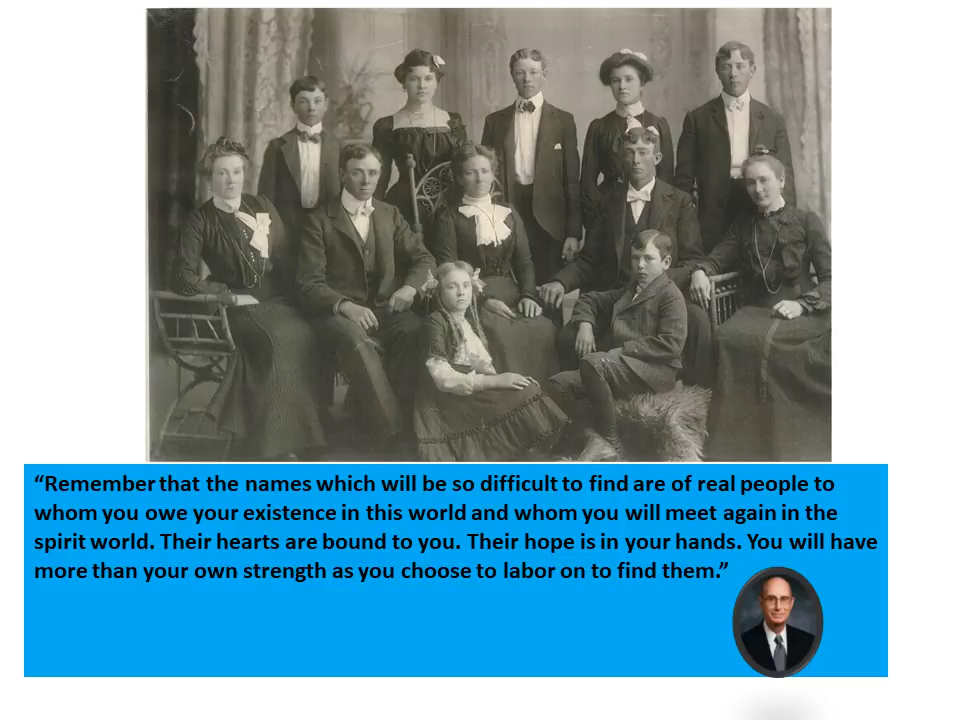 “Remember that the names which will be so difficult to find are of real people to
whom you owe your existence in this world and whom you will meet again in the
spirit world. Their hearts are bound to you. Their hope is in your hands. You will have
more than your own strength as you choose to labor on to find them.”